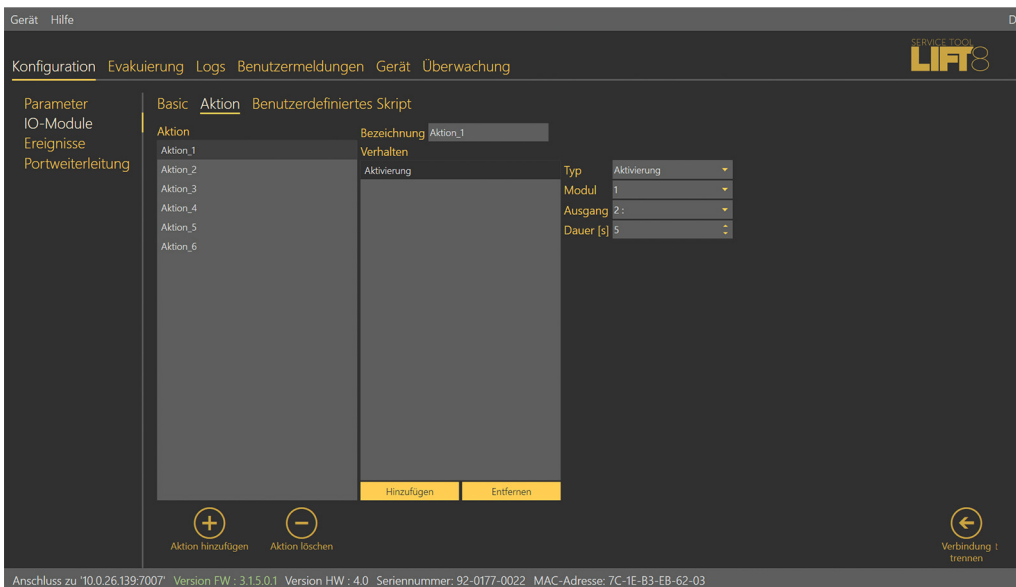 Gerät Hilfe D
SERVICE TOOL
LIFT8
Konfiguration Evakuierung Logs Benutzermeldungen Gerät Überwachung
Parameter
IO-Module
Ereignisse
Portweiterleitung
Basic Aktion Benutzerdefiniertes Skript
Aktion
Aktion_1
Aktion_2
Aktion_3
Aktion_4
Aktion_5
Aktion_6
Bezeichnung Aktion_1
Verhalten
Aktivierung
Typ Aktivierung
Modul 1
Ausgang 2 :
Dauer [s] 5
Hinzufügen Entfernen
Aktion hinzufügen Aktion löschen
Verbindung
trennen
Anschluss zu '10.0.26.139:7007' Version FW : 3.1.5.0.1 Version HW : 4.0 Seriennummer: 92-0177-0022 MAC-Adresse: 7C-1E-B3-EB-62-03